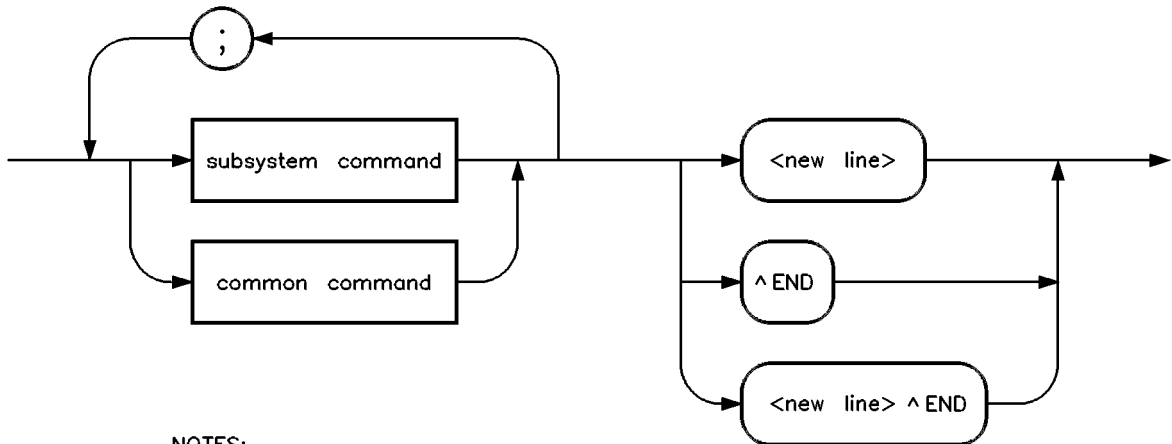 ;
subsystem command
<new line>
common command
^END
<new line> ^END
NOTES: